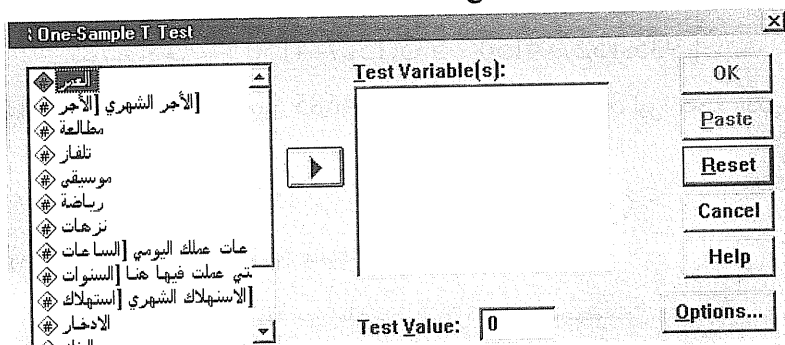 One-Sample T Test
العمر
الأجر الشهري [الأجر]
مطالعة
تلفاز
موسيقى
رياضة
نزهات
عات عملك اليومي [الساعات
تي عملت فيها هنا [السنوات
الاستهلاك الشهري [استهلاك]
الادخار
Test Variable(s):
Test Value: 0
OK
Paste
Reset
Cancel
Help
Options...